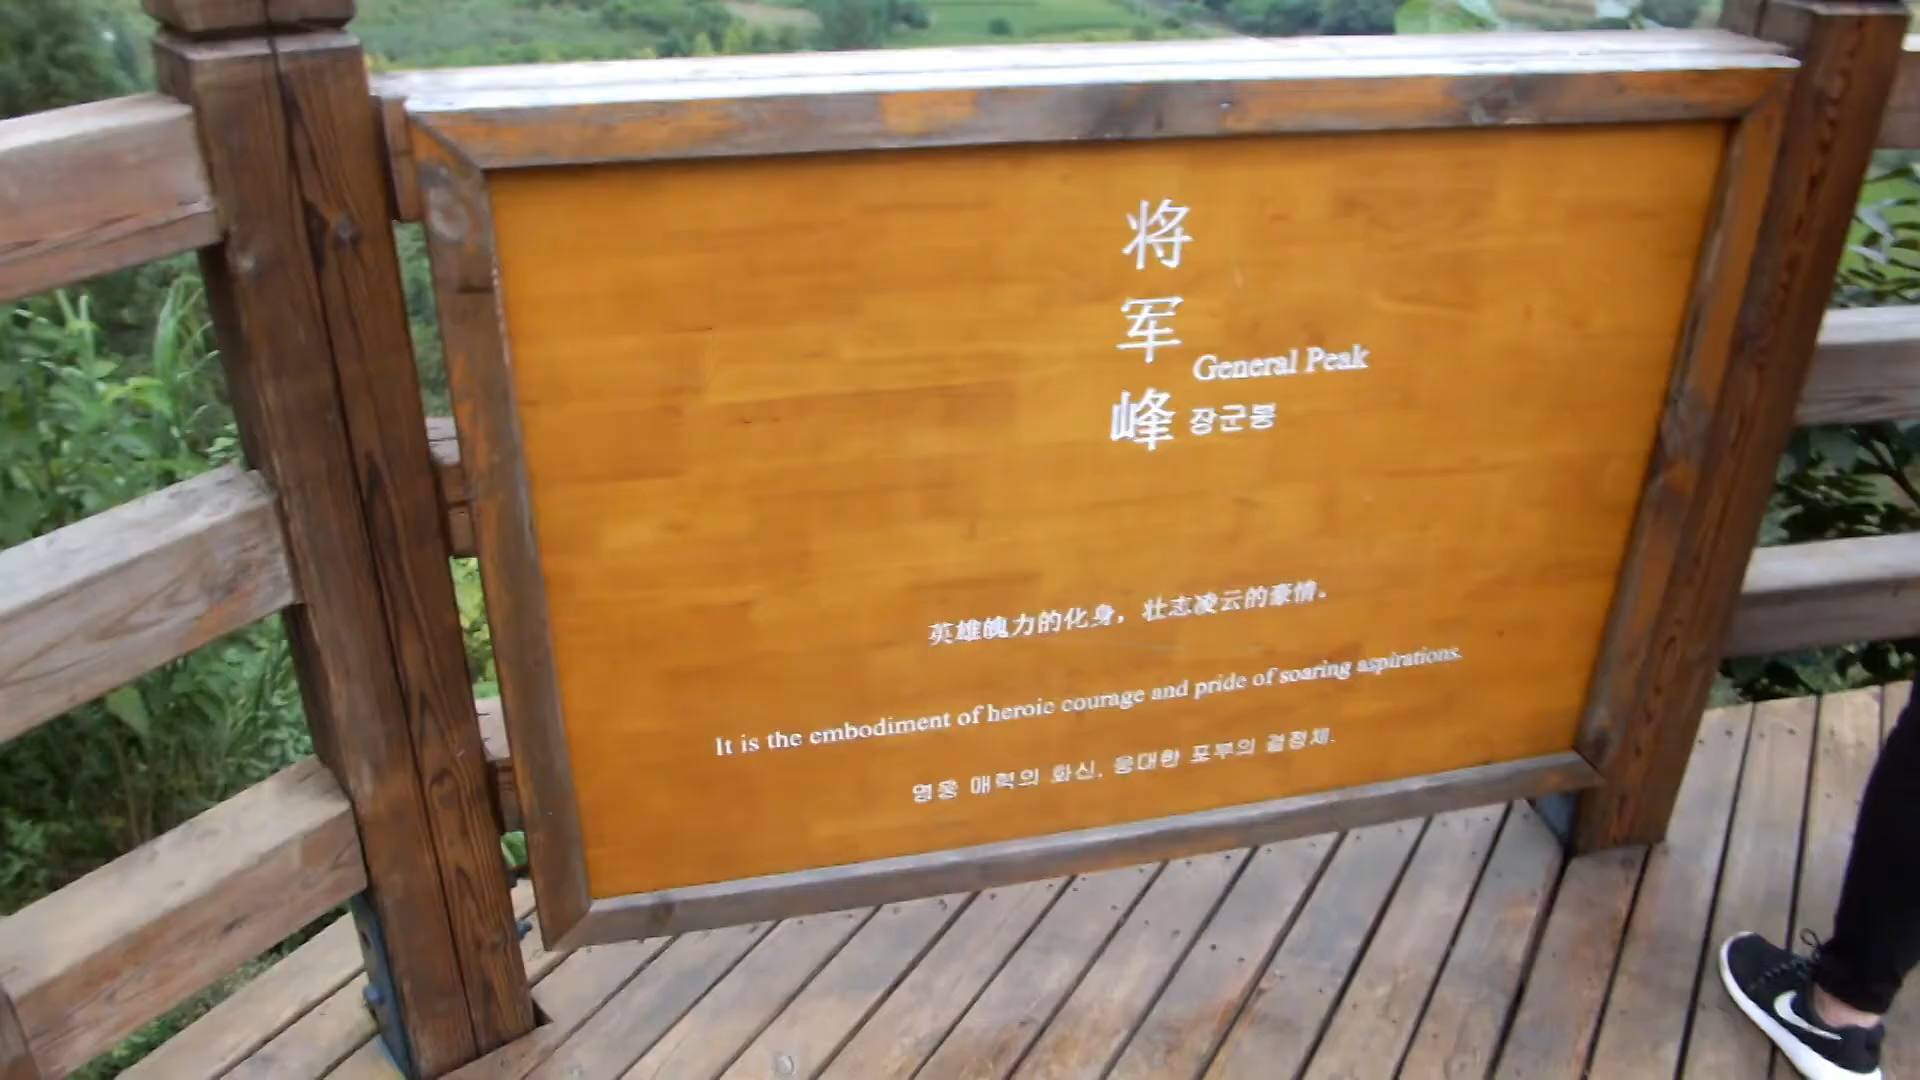 将军峰
General Peak
장군봉
英雄魄力的化身，壮志凌云的豪情。
It is the embodiment of heroic courage and pride of soaring aspirations.
영웅 매력의 화신, 웅대한 포부의 결정체.